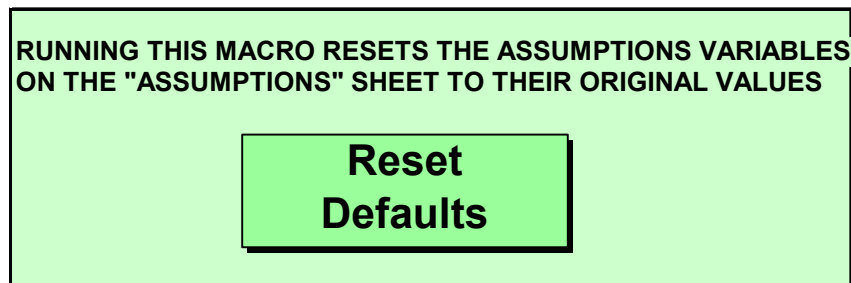 RUNNING THIS MACRO RESETS THE ASSUMPTIONS VARIABLES
ON THE "ASSUMPTIONS" SHEET TO THEIR ORIGINAL VALUES
Reset
Defaults